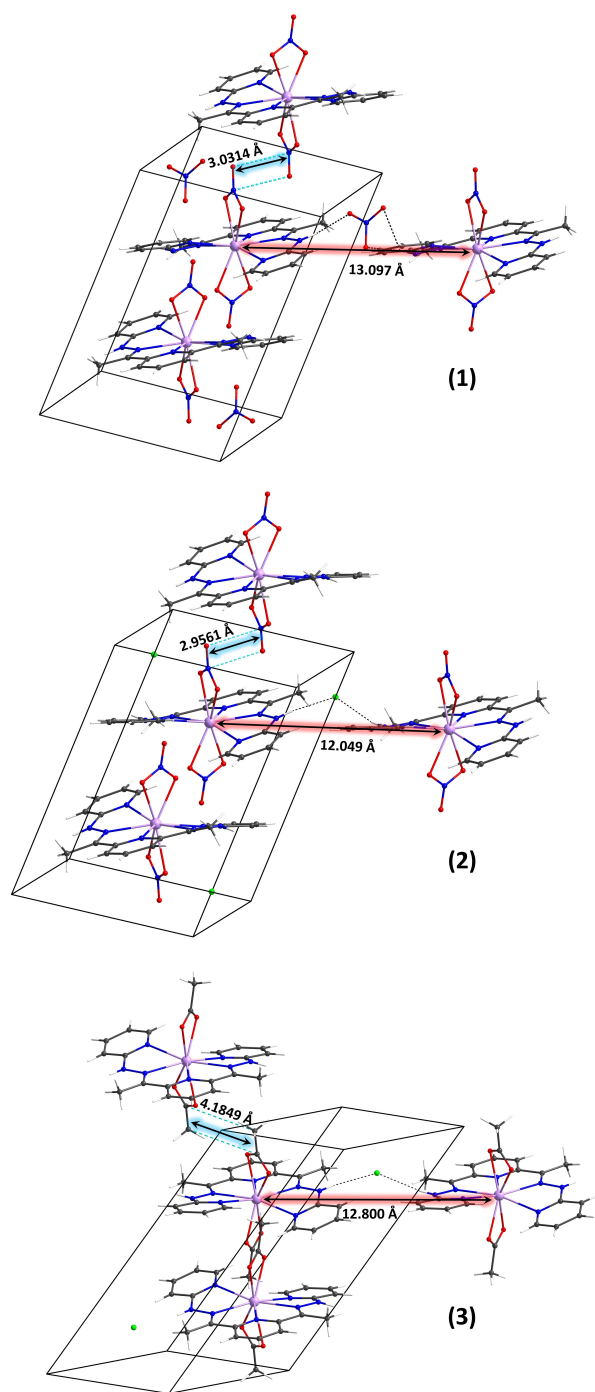 3.0314 Å
13.097 Å
(1)
2.9561 Å
12.049 Å
(2)
4.1849 Å
12.800 Å
(3)